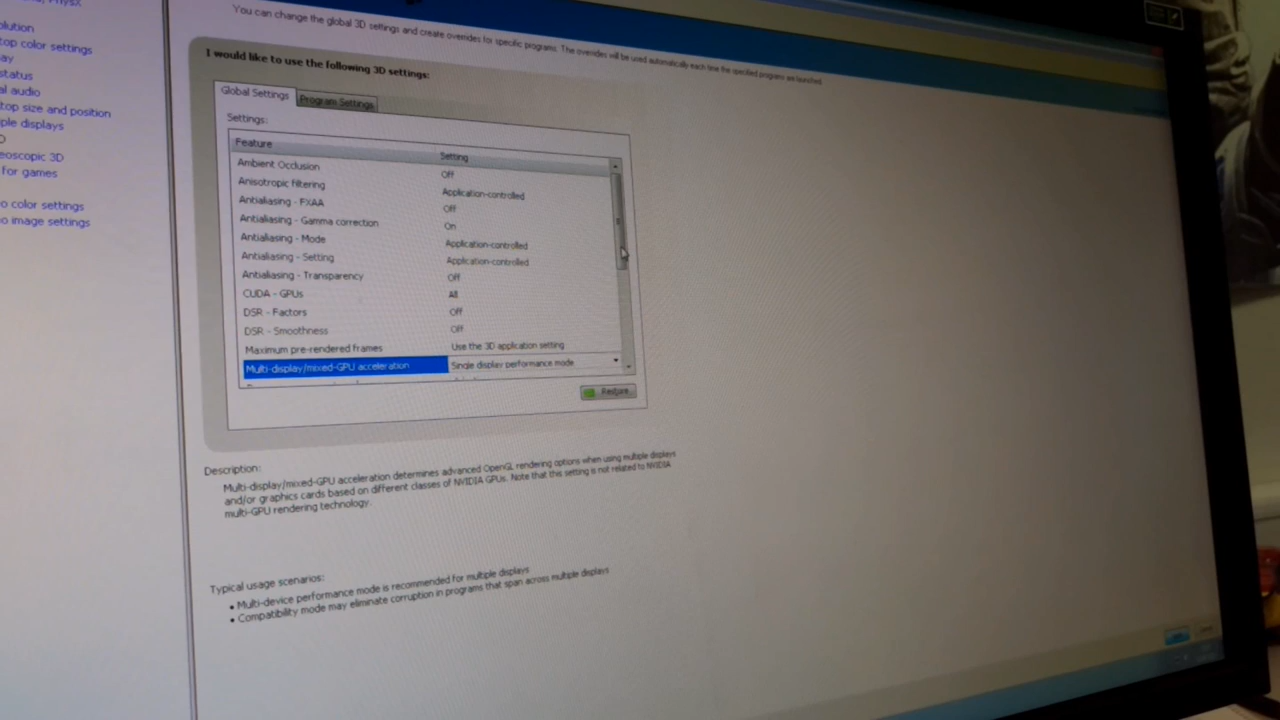 You can change the global 3D settings and create overrides for specific programs. The overrides will be used automatically each time the specified programs are launched.
I would like to use the following 3D settings:
Global Settings
Program Settings
Settings:
Feature Setting
Ambient Occlusion Off
Anisotropic filtering Application-controlled
Antialiasing - FXAA Off
Antialiasing - Gamma correction On
Antialiasing - Mode Application-controlled
Antialiasing - Setting Application-controlled
Antialiasing - Transparency Off
CUDA - GPUs All
DSR - Factors Off
DSR - Smoothness Off
Maximum pre-rendered frames Use the 3D application setting
Multi-display/mixed-GPU acceleration Single display performance mode
Restore
Description:
Multi-display/mixed-GPU acceleration determines advanced OpenGL rendering options when using multiple displays
and/or graphics cards based on different classes of NVIDIA GPUs. Note that this setting is not related to NVIDIA
multi-GPU rendering technology.
Typical usage scenarios:
• Multi-device performance mode is recommended for multiple displays
• Compatibility mode may eliminate corruption in programs that span across multiple displays
color settings
status
audio
size and position
displays
3D
for games
color settings
image settings